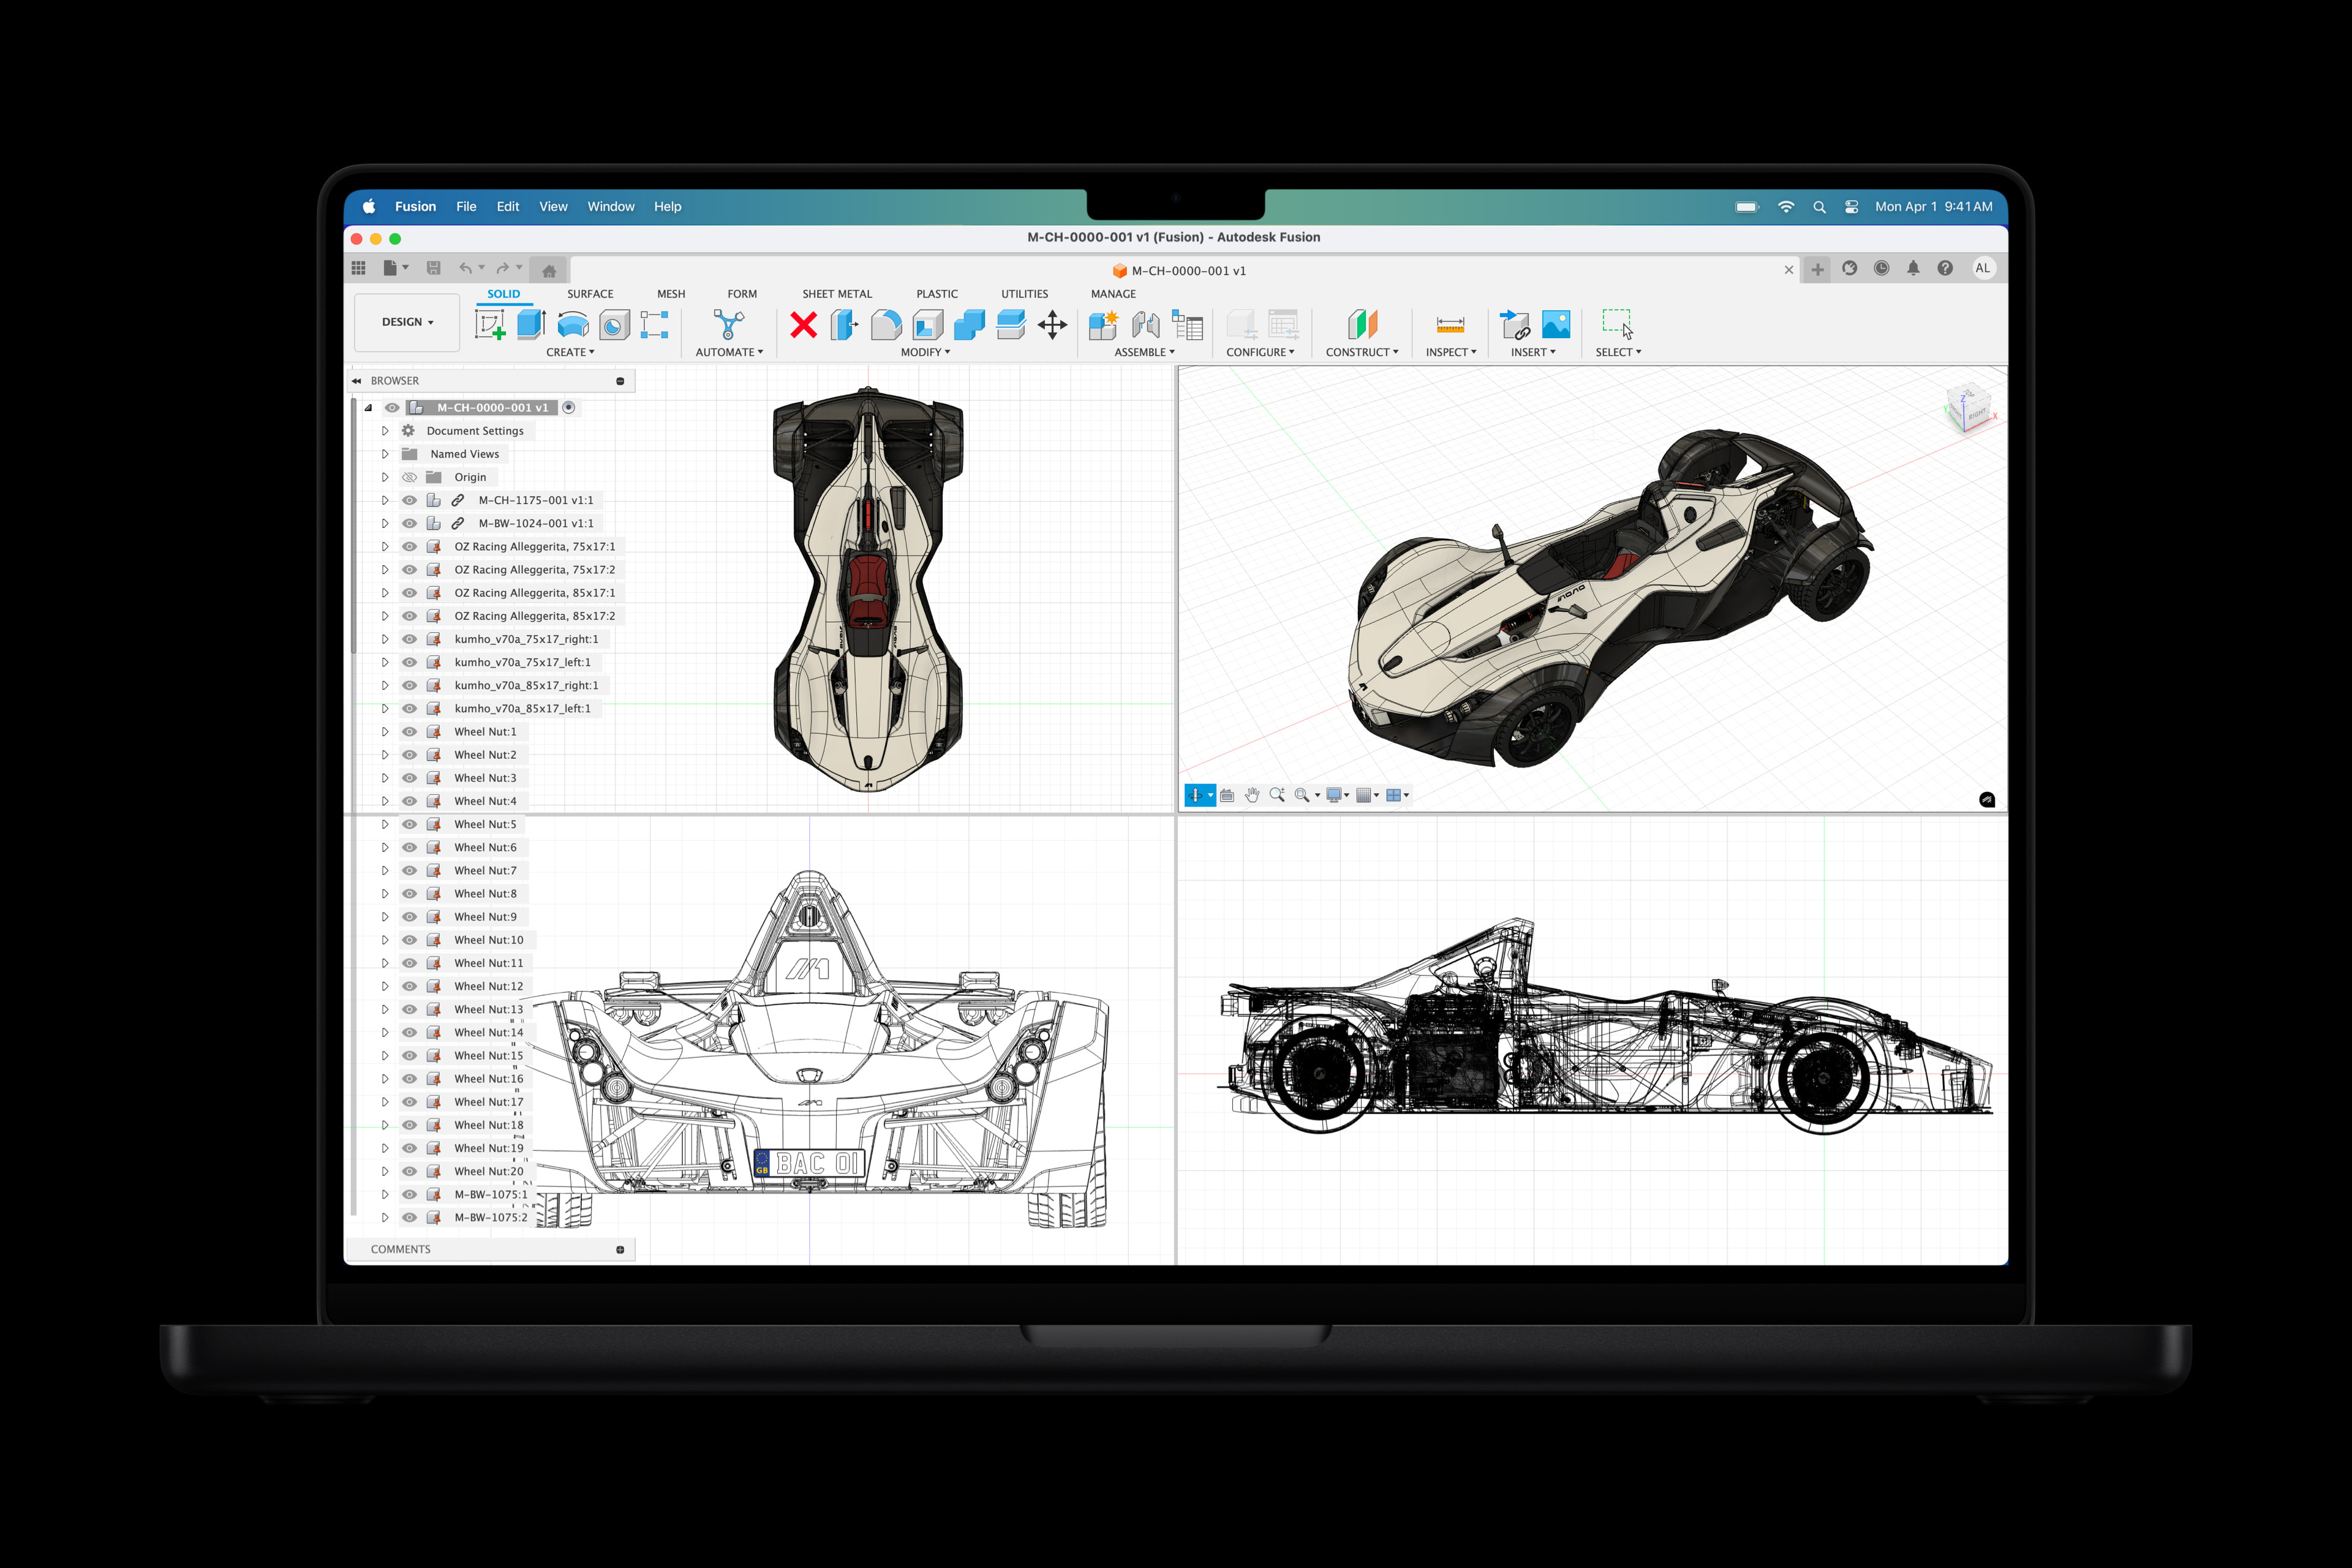 Fusion File Edit View Window Help Mon Apr 1 9:41 AM
M-CH-0000-001 v1 (Fusion) - Autodesk Fusion
M-CH-0000-001 v1 AL
SOLID SURFACE MESH FORM SHEET METAL PLASTIC UTILITIES MANAGE
DESIGN
CREATE AUTOMATE MODIFY ASSEMBLE CONFIGURE CONSTRUCT INSPECT INSERT SELECT
BROWSER
M-CH-0000-001 v1
Document Settings
Named Views
Origin
M-CH-1175-001 v1:1
M-BW-1024-001 v1:1
OZ Racing Alleggerita, 75x17:1
OZ Racing Alleggerita, 75x17:2
OZ Racing Alleggerita, 85x17:1
OZ Racing Alleggerita, 85x17:2
kumho_v70a_75x17_right:1
kumho_v70a_75x17_left:1
kumho_v70a_85x17_right:1
kumho_v70a_85x17_left:1
Wheel Nut:1
Wheel Nut:2
Wheel Nut:3
Wheel Nut:4
Wheel Nut:5
Wheel Nut:6
Wheel Nut:7
Wheel Nut:8
Wheel Nut:9
Wheel Nut:10
Wheel Nut:11
Wheel Nut:12
Wheel Nut:13
Wheel Nut:14
Wheel Nut:15
Wheel Nut:16
Wheel Nut:17
Wheel Nut:18
Wheel Nut:19
Wheel Nut:20
M-BW-1075:1
M-BW-1075:2
COMMENTS
Z
X
RIGHT
GB BAC 01